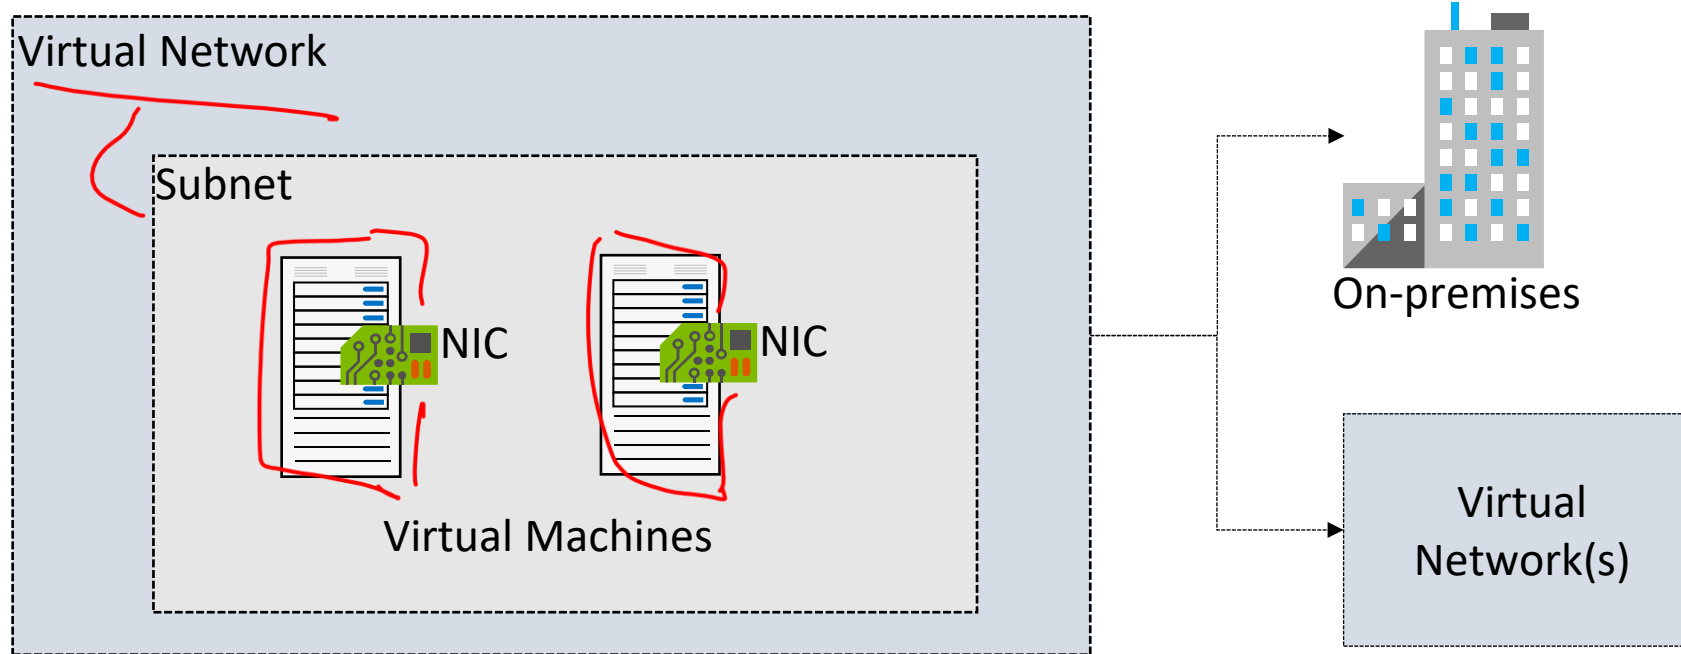 Virtual Network
Subnet
NIC
NIC
Virtual Machines
On-premises
Virtual
Network(s)